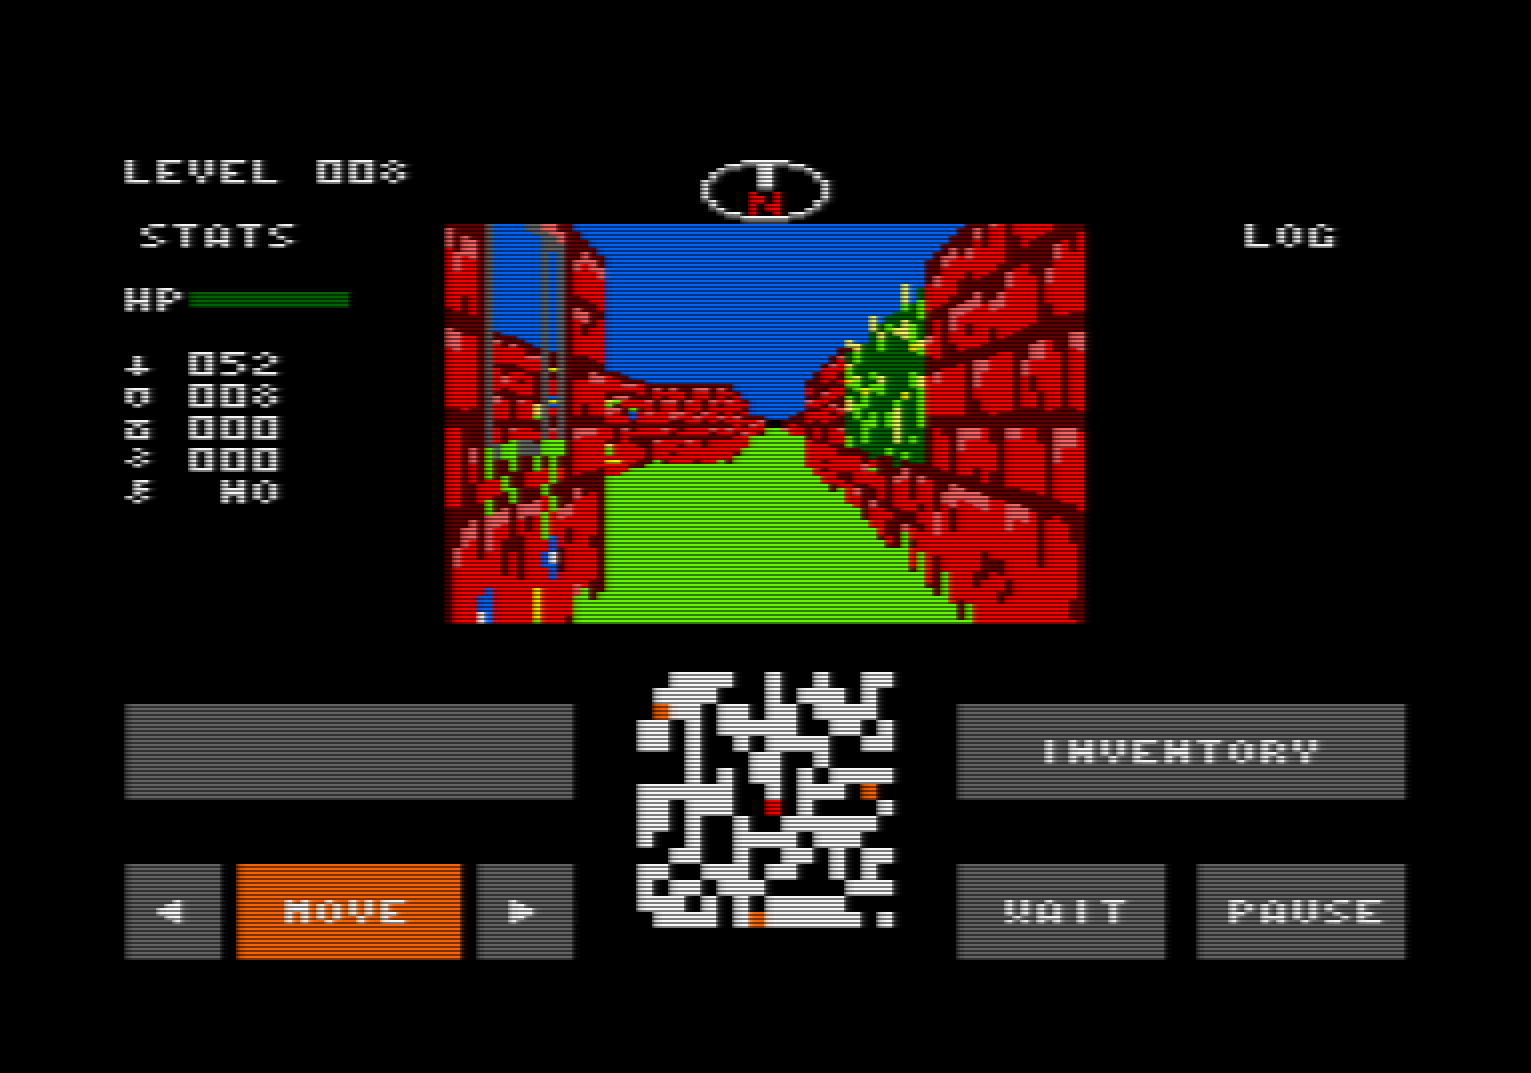 LEVEL 008
N
STATS
LOG
HP
052
008
000
000
NO
INVENTORY
◄ MOVE ►
WAIT
PAUSE